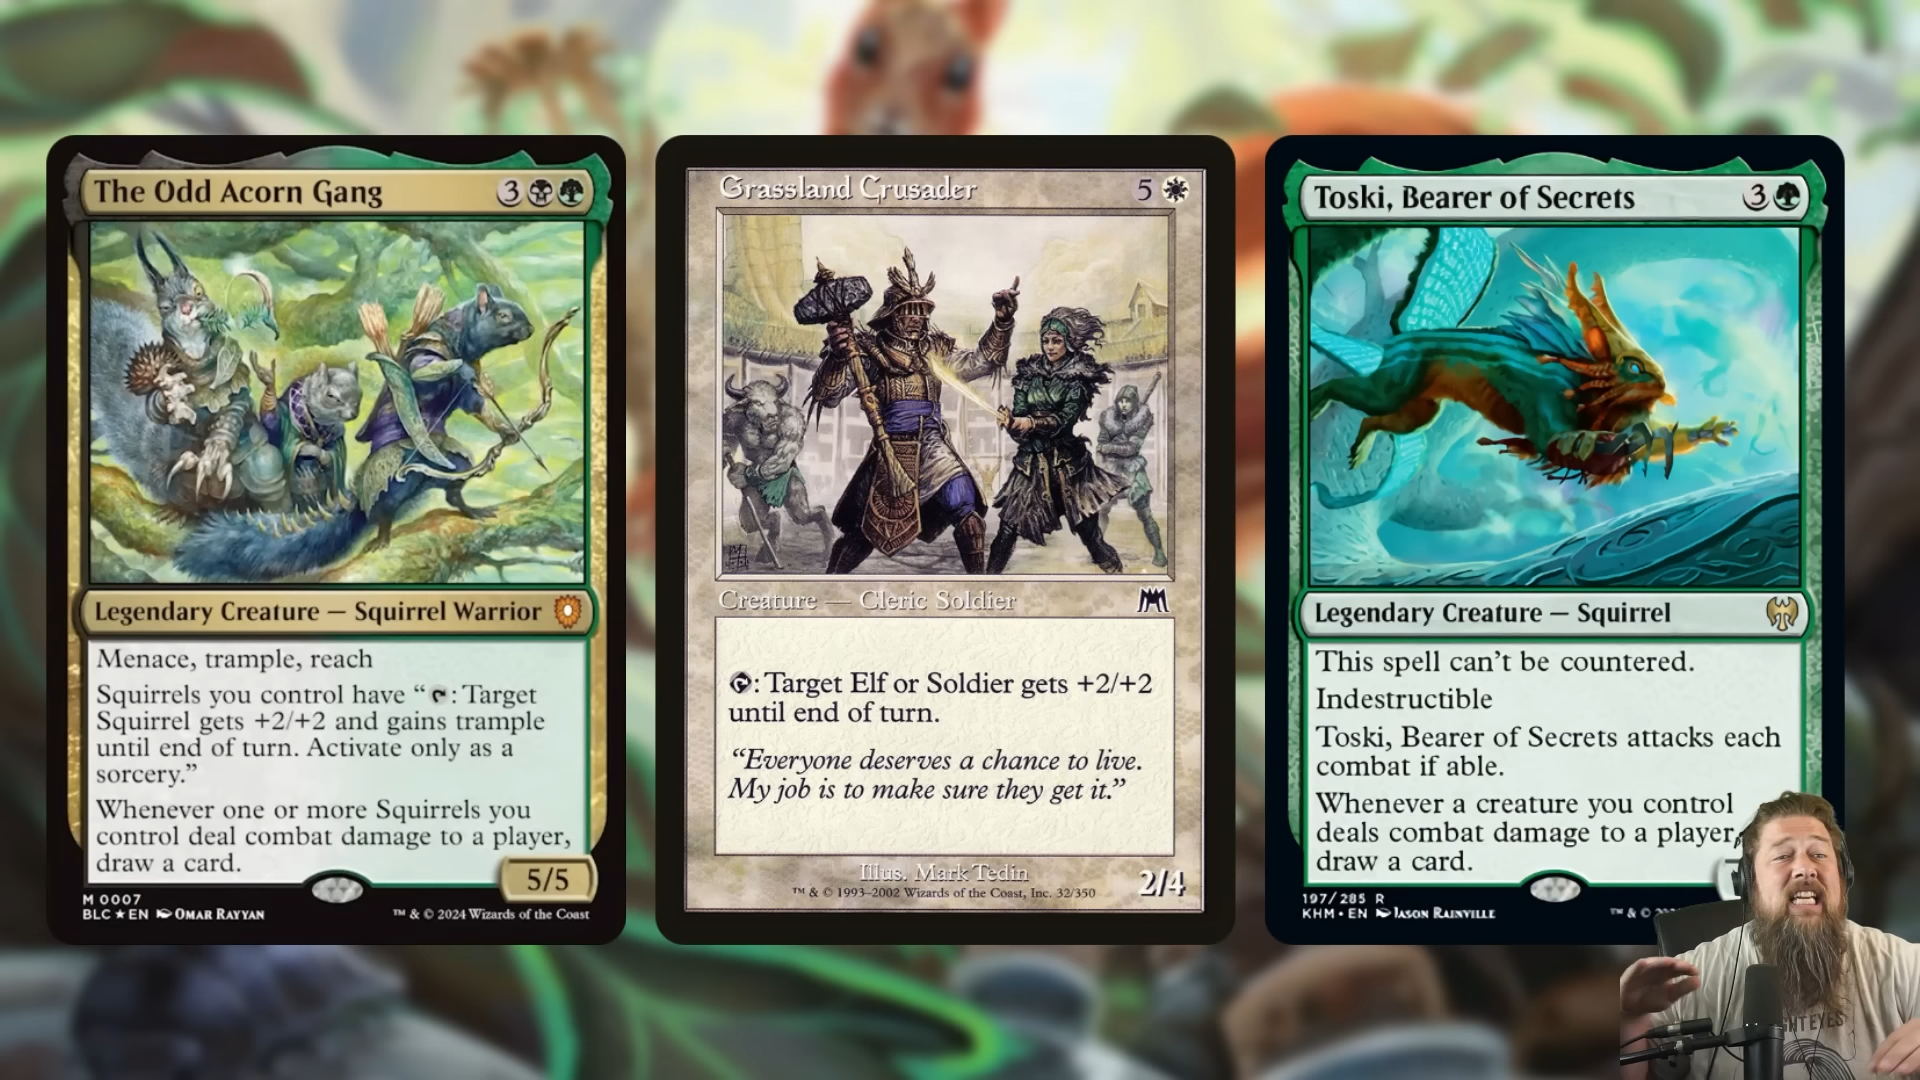 The Odd Acorn Gang 3
Legendary Creature — Squirrel Warrior
Menace, trample, reach
Squirrels you control have “: Target
Squirrel gets +2/+2 and gains trample
until end of turn. Activate only as a
sorcery.”
Whenever one or more Squirrels you
control deal combat damage to a player,
draw a card.
5/5
M 0007
BLC ★ EN OMAR RAYYAN
™ & © 2024 Wizards of the Coast
Grassland Crusader 5
Creature — Cleric Soldier
: Target Elf or Soldier gets +2/+2
until end of turn.
“Everyone deserves a chance to live.
My job is to make sure they get it.”
Illus. Mark Tedin
™ & © 1993–2002 Wizards of the Coast, Inc. 32/350
2/4
Toski, Bearer of Secrets 3
Legendary Creature — Squirrel
This spell can’t be countered.
Indestructible
Toski, Bearer of Secrets attacks each
combat if able.
Whenever a creature you control
deals combat damage to a player,
draw a card.
197/285 R
KHM • EN JASON RAINVILLE
™ & ©